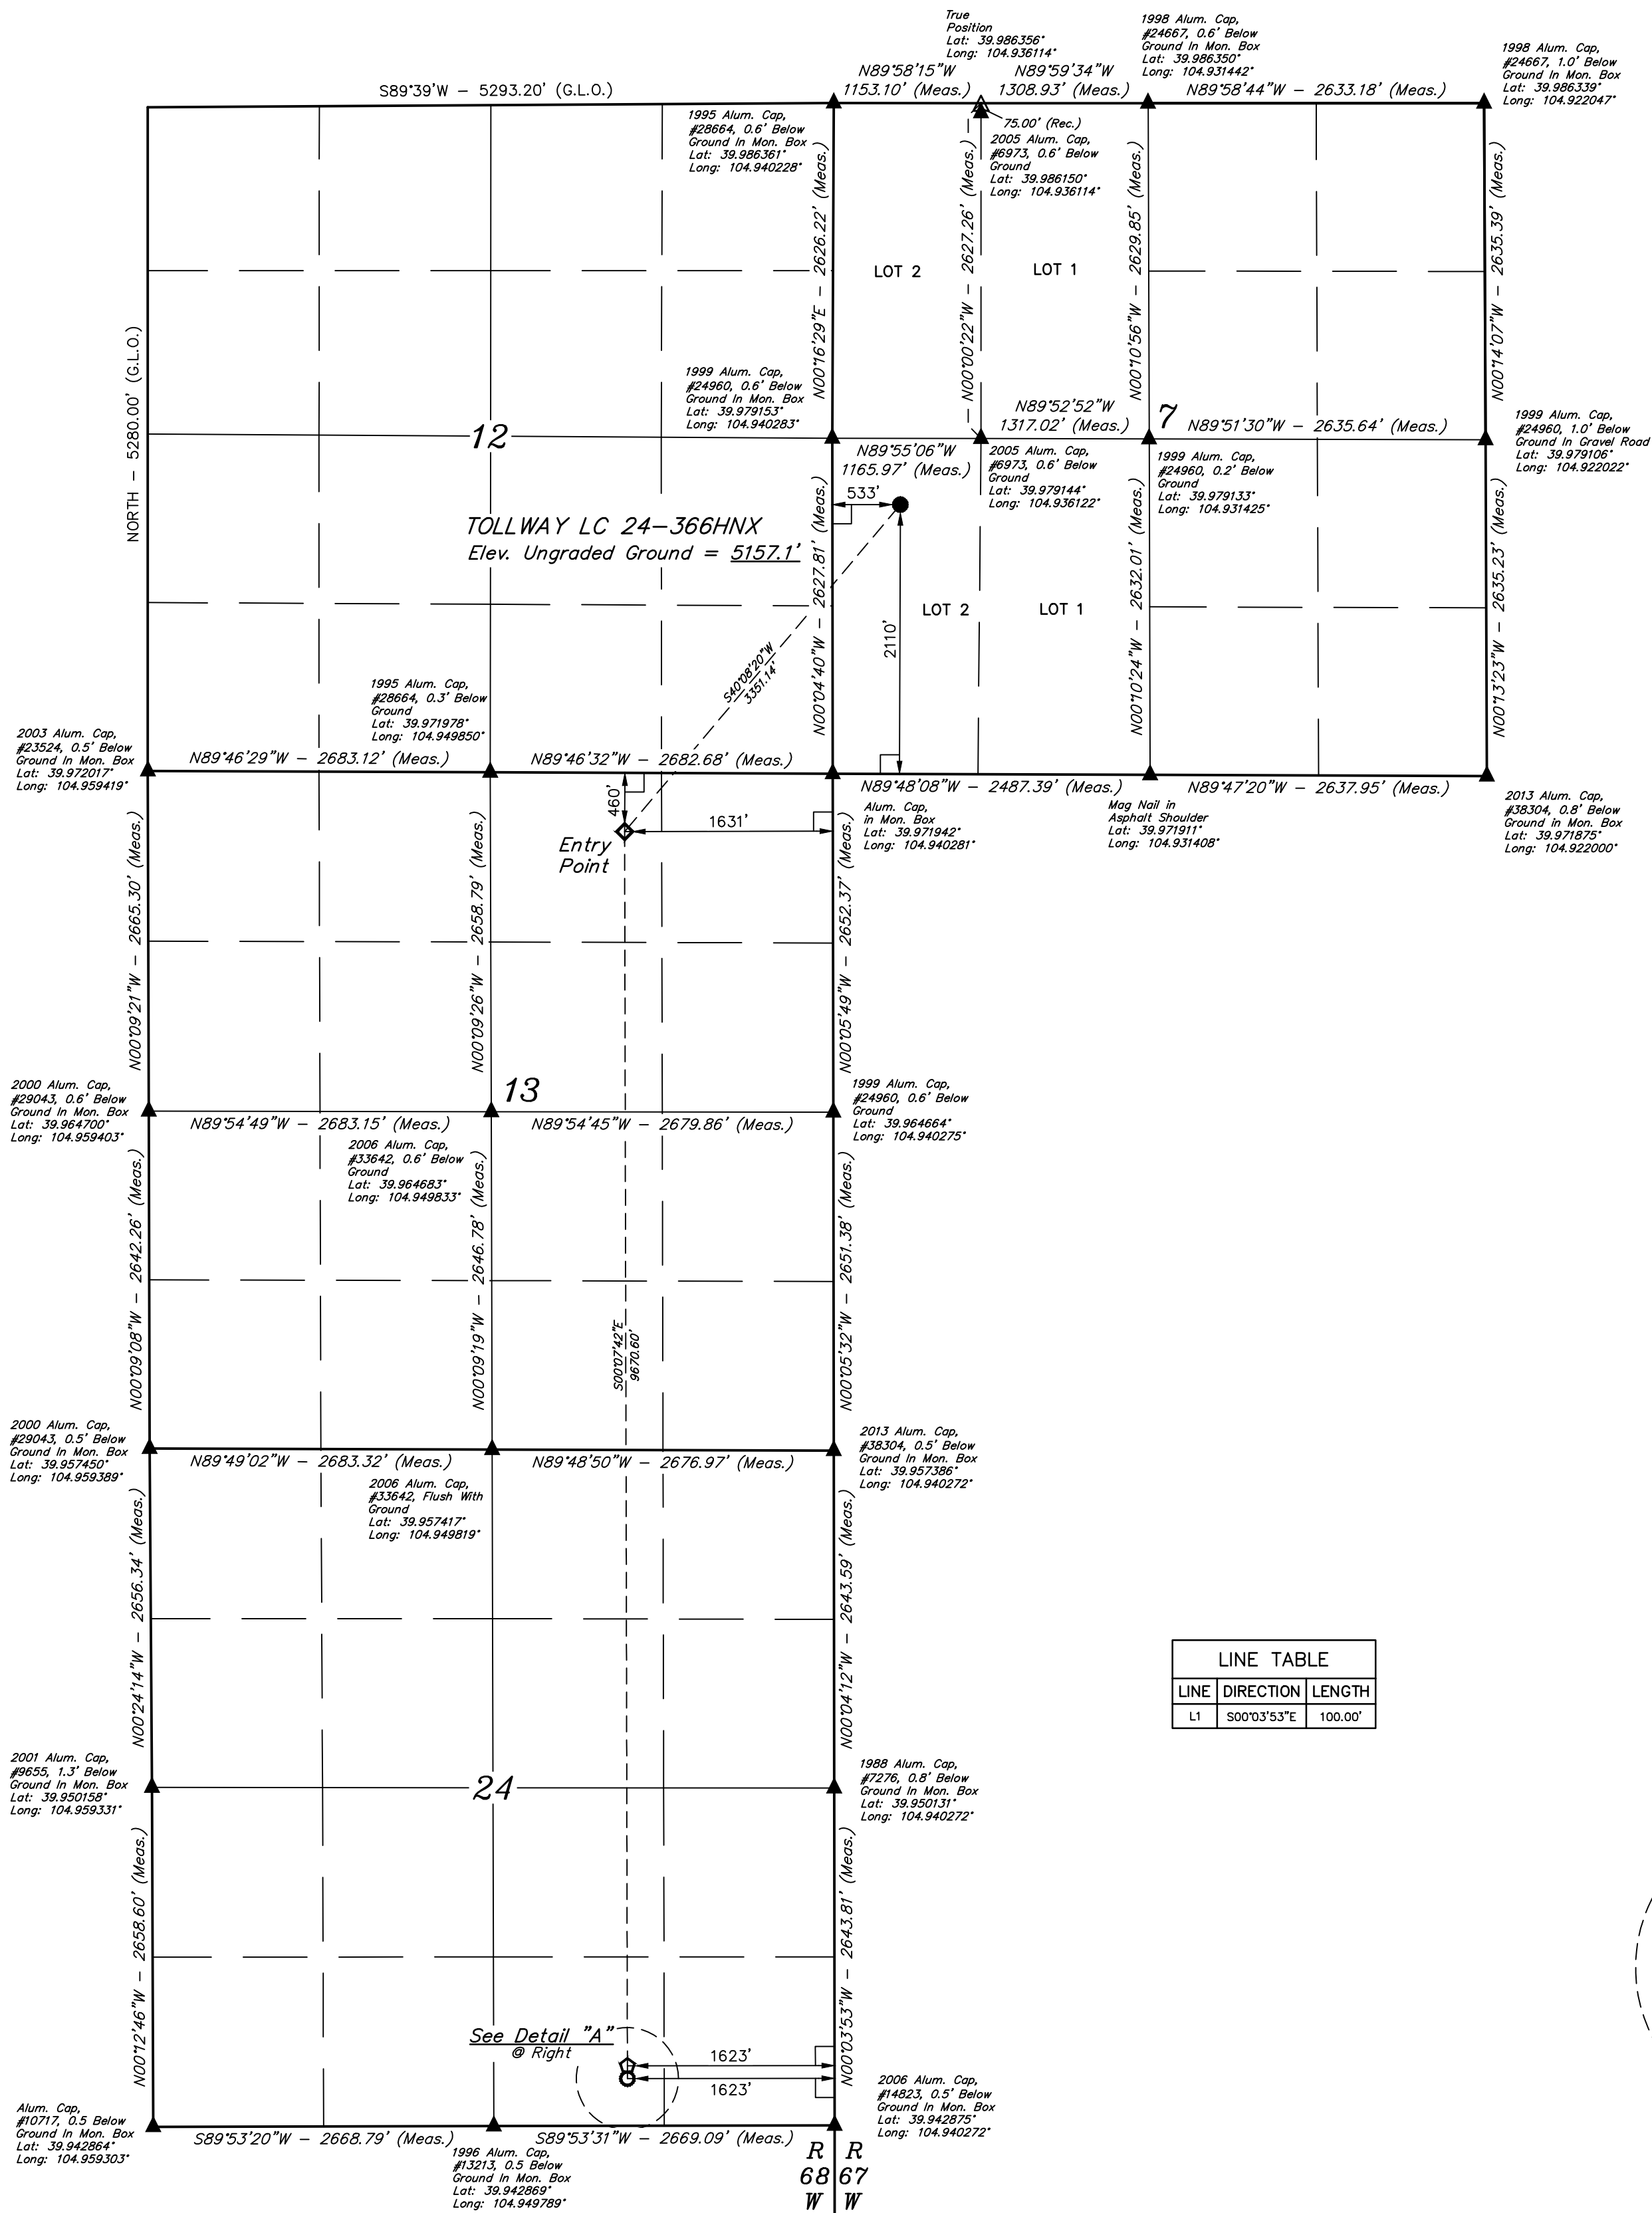 True
Position
Lat: 39.986356°
Long: 104.936114°
1998 Alum. Cap,
#24667, 0.6' Below
Ground In Mon. Box
Lat: 39.986350°
Long: 104.931442°
1998 Alum. Cap,
#24667, 1.0' Below
Ground In Mon. Box
Lat: 39.986339°
Long: 104.922047°
S89°39'W – 5293.20' (G.L.O.)
N89°58'15"W
1153.10' (Meas.)
N89°59'34"W
1308.93' (Meas.)
N89°58'44"W – 2633.18' (Meas.)
1995 Alum. Cap,
#28664, 0.6' Below
Ground In Mon. Box
Lat: 39.986361°
Long: 104.940228°
75.00' (Rec.)
2005 Alum. Cap,
#6973, 0.6' Below
Ground
Lat: 39.986150°
Long: 104.936114°
NORTH – 5280.00' (G.L.O.)
N00°16'29"E – 2626.22' (Meas.)
N00°00'22"W – 2627.26' (Meas.)
N00°10'56"W – 2629.85' (Meas.)
N00°14'07"W – 2635.39' (Meas.)
LOT 2
LOT 1
1999 Alum. Cap,
#24960, 0.6' Below
Ground In Mon. Box
Lat: 39.979153°
Long: 104.940283°
12
N89°52'52"W
1317.02' (Meas.)
7
N89°51'30"W – 2635.64' (Meas.)
1999 Alum. Cap,
#24960, 1.0' Below
Ground In Gravel Road
Lat: 39.979106°
Long: 104.922022°
N89°55'06"W
1165.97' (Meas.)
2005 Alum. Cap,
#6973, 0.6' Below
Ground
Lat: 39.979144°
Long: 104.936122°
1999 Alum. Cap,
#24960, 0.2' Below
Ground
Lat: 39.979133°
Long: 104.931425°
533'
TOLLWAY LC 24–366HNX
Elev. Ungraded Ground = 5157.1'
N00°04'40"W – 2627.81' (Meas.)
2110'
N00°10'24"W – 2632.01' (Meas.)
N00°13'23"W – 2635.23' (Meas.)
LOT 2
LOT 1
S40°08'20"W
3351.14'
1995 Alum. Cap,
#28664, 0.3' Below
Ground
Lat: 39.971978°
Long: 104.949850°
2003 Alum. Cap,
#23524, 0.5' Below
Ground In Mon. Box
Lat: 39.972017°
Long: 104.959419°
N89°46'29"W – 2683.12' (Meas.)
N89°46'32"W – 2682.68' (Meas.)
N89°48'08"W – 2487.39' (Meas.)
N89°47'20"W – 2637.95' (Meas.)
460'
1631'
Entry
Point
Alum. Cap,
in Mon. Box
Lat: 39.971942°
Long: 104.940281°
Mag Nail in
Asphalt Shoulder
Lat: 39.971911°
Long: 104.931408°
2013 Alum. Cap,
#38304, 0.8' Below
Ground in Mon. Box
Lat: 39.971875°
Long: 104.922000°
N00°09'21"W – 2665.30' (Meas.)
N00°09'26"W – 2658.79' (Meas.)
N00°05'49"W – 2652.37' (Meas.)
2000 Alum. Cap,
#29043, 0.6' Below
Ground In Mon. Box
Lat: 39.964700°
Long: 104.959403°
13
1999 Alum. Cap,
#24960, 0.6' Below
Ground
Lat: 39.964664°
Long: 104.940275°
N89°54'49"W – 2683.15' (Meas.)
N89°54'45"W – 2679.86' (Meas.)
2006 Alum. Cap,
#33642, 0.6' Below
Ground
Lat: 39.964683°
Long: 104.949833°
N00°09'08"W – 2642.26' (Meas.)
N00°09'19"W – 2646.78' (Meas.)
S00°07'42"E
9670.60'
N00°05'32"W – 2651.38' (Meas.)
2000 Alum. Cap,
#29043, 0.5' Below
Ground In Mon. Box
Lat: 39.957450°
Long: 104.959389°
N89°49'02"W – 2683.32' (Meas.)
N89°48'50"W – 2676.97' (Meas.)
2013 Alum. Cap,
#38304, 0.5' Below
Ground In Mon. Box
Lat: 39.957386°
Long: 104.940272°
2006 Alum. Cap,
#33642, Flush With
Ground
Lat: 39.957417°
Long: 104.949819°
N00°24'14"W – 2656.34' (Meas.)
N00°04'12"W – 2643.59' (Meas.)
LINE TABLE
LINE DIRECTION LENGTH
L1 S00°03'53"E 100.00'
2001 Alum. Cap,
#9655, 1.3' Below
Ground In Mon. Box
Lat: 39.950158°
Long: 104.959331°
24
1988 Alum. Cap,
#7276, 0.8' Below
Ground In Mon. Box
Lat: 39.950131°
Long: 104.940272°
N00°12'46"W – 2658.60' (Meas.)
N00°03'53"W – 2643.81' (Meas.)
See Detail "A"
@ Right
1623'
1623'
Alum. Cap,
#10717, 0.5 Below
Ground In Mon. Box
Lat: 39.942864°
Long: 104.959303°
2006 Alum. Cap,
#14823, 0.5' Below
Ground In Mon. Box
Lat: 39.942875°
Long: 104.940272°
S89°53'20"W – 2668.79' (Meas.)
S89°53'31"W – 2669.09' (Meas.)
1996 Alum. Cap,
#13213, 0.5 Below
Ground In Mon. Box
Lat: 39.942869°
Long: 104.949789°
R R
68 67
W W